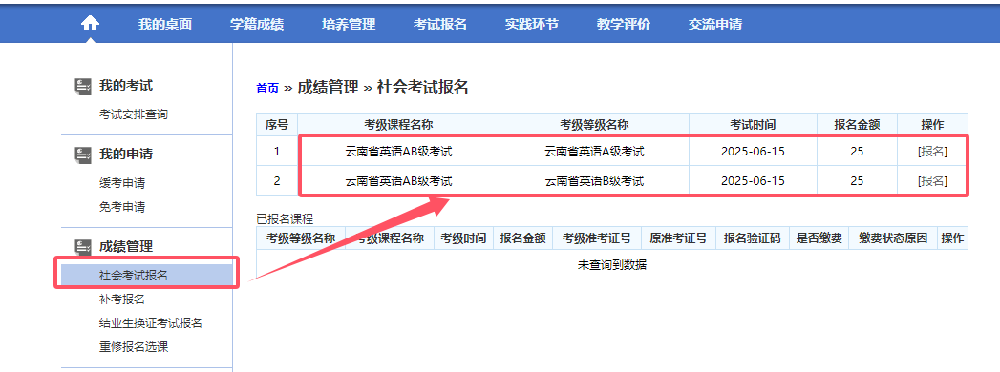 我的桌面 学籍成绩 培养管理 考试报名 实践环节 教学评价 交流申请
我的考试
考试安排查询
我的申请
缓考申请
免考申请
成绩管理
社会考试报名
补考报名
结业生换证考试报名
重修报名选课
首页 » 成绩管理 » 社会考试报名
序号 考级课程名称 考级等级名称 考试时间 报名金额 操作
1 云南省英语AB级考试 云南省英语A级考试 2025-06-15 25 [报名]
2 云南省英语AB级考试 云南省英语B级考试 2025-06-15 25 [报名]
已报名课程
考级等级名称 考级课程名称 考级时间 报名金额 考级准考证号 原准考证号 报名验证码 是否缴费 缴费状态原因 操作
未查询到数据